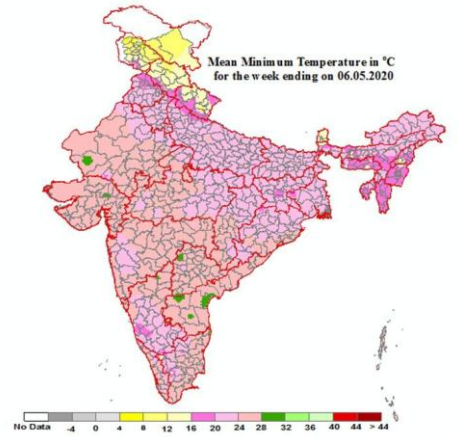 Mean Minimum Temperature in °C
for the week ending on 06.05.2020
No Data -4 0 4 8 12 16 20 24 28 32 36 40 44 > 44